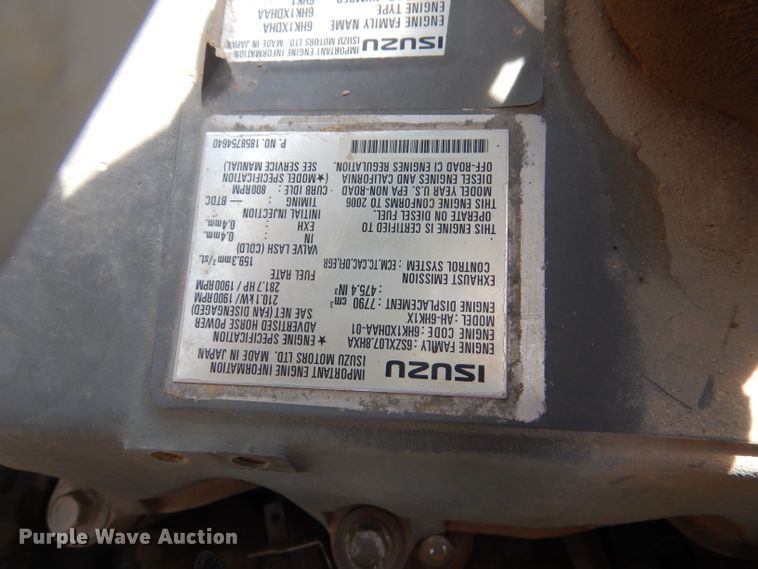 ISUZU
IMPORTANT ENGINE INFORMATION
ISUZU MOTORS LTD. MADE IN JAPAN
ENGINE FAMILY : 6SZXL07.8HXA
ENGINE CODE : 6HK1XDHAA-01
MODEL: AH-6HK1X
ENGINE DISPLACEMENT
: 7790 cm³
: 475.4 IN³
EXHAUST EMISSION
CONTROL SYSTEM : ECM,TC,CAC,DFI,EGR
THIS ENGINE IS CERTIFIED TO
OPERATE ON DIESEL FUEL.
THIS ENGINE CONFORMS TO 2006
MODEL YEAR U.S. EPA NON-ROAD
DIESEL ENGINES AND CALIFORNIA
OFF-ROAD CI ENGINES REGULATION.
★ ENGINE SPECIFICATION
ADVERTISED HORSE POWER
SAE NET (FAN DISENGAGED)
210.1kW / 1900RPM
281.7 HP / 1900RPM
FUEL RATE
159.3mm³/st.
VALVE LASH (COLD)
IN : 0.4mm.
EXH : 0.4mm.
INITIAL INJECTION
TIMING : — BTDC
CURB IDLE : 800RPM
(★ MODEL SPECIFICATION
SEE SERVICE MANUAL)
P. NO. 1858754640
ISUZU
IMPORTANT ENGINE INFORMATION
ISUZU MOTORS LTD. MADE IN JAPAN
ENGINE FAMILY NAME
6HK1XDHA
ENGINE TYPE
6HK1XDHAA
6HK1
Purple Wave Auction